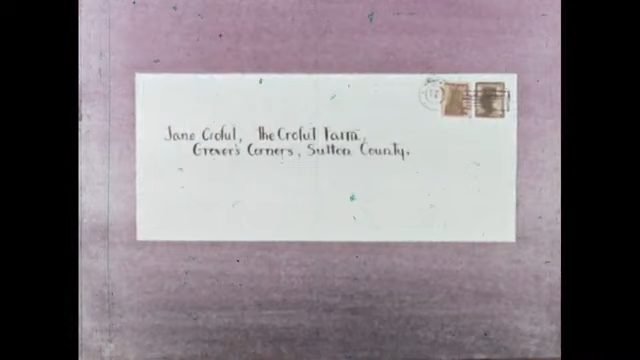 Jane Crofut, The Crofut Farm,
Grover's Corners, Sutton County.